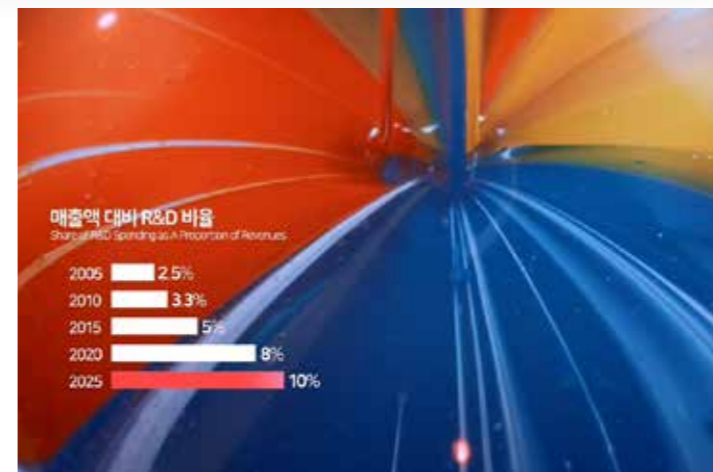 매출액 대비 R&D 비율
Share of R&D Spending as A Proportion of Revenues
2005 2.5%
2010 3.3%
2015 5%
2020 8%
2025 10%